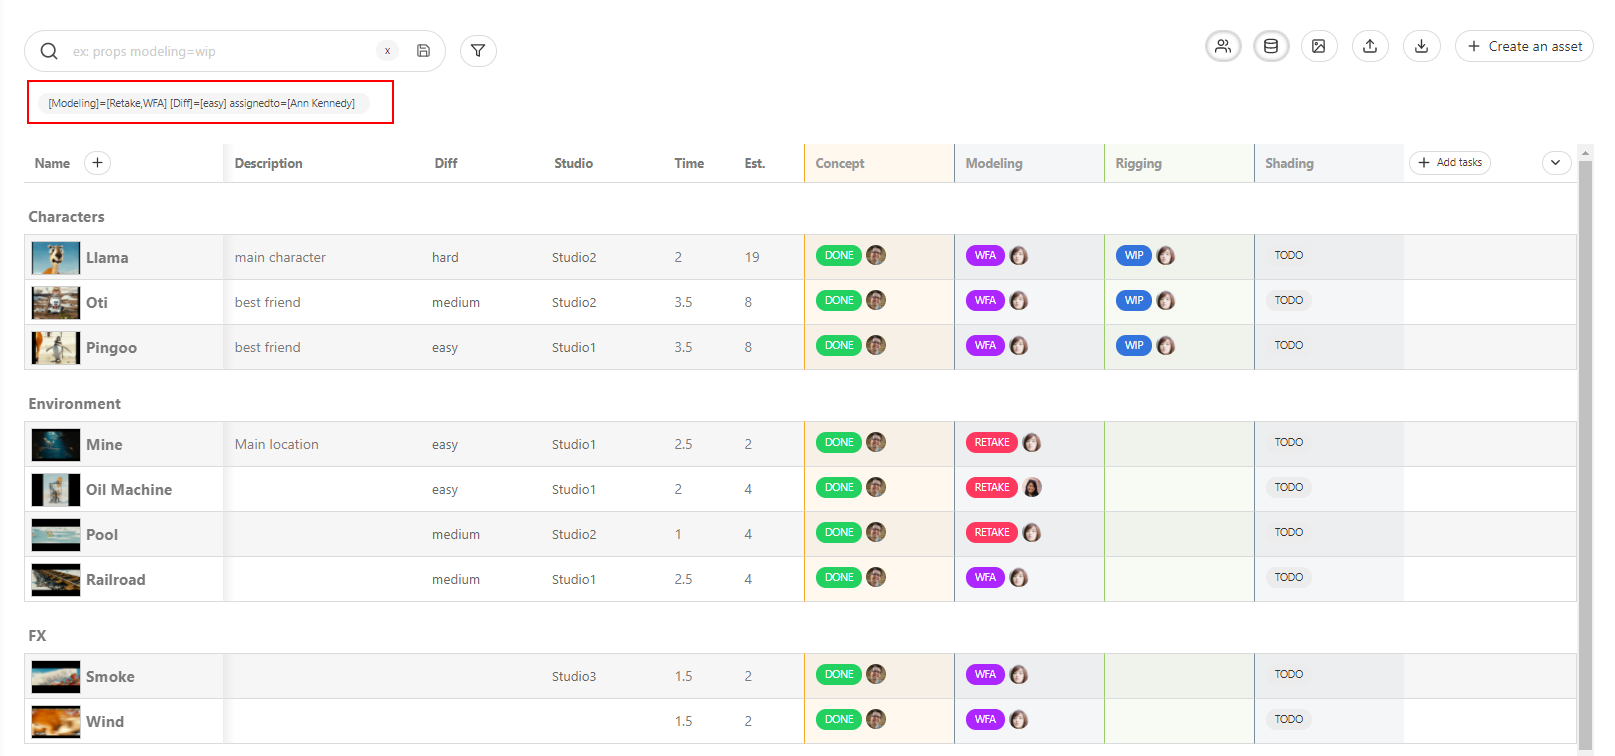 ex: props modeling=wip x Create an asset
[Modeling]=[Retake,WFA] [Diff]=[easy] assignedto=[Ann Kennedy]
Name Description Diff Studio Time Est. Concept Modeling Rigging Shading Add tasks
Characters
Llama main character hard Studio2 2 19 DONE WFA WIP TODO
Oti best friend medium Studio2 3.5 8 DONE WFA WIP TODO
Pingoo best friend easy Studio1 3.5 8 DONE WFA WIP TODO
Environment
Mine Main location easy Studio1 2.5 2 DONE RETAKE TODO
Oil Machine easy Studio1 2 4 DONE RETAKE TODO
Pool medium Studio2 1 4 DONE RETAKE TODO
Railroad medium Studio1 2.5 4 DONE WFA TODO
FX
Smoke Studio3 1.5 2 DONE WFA TODO
Wind 1.5 2 DONE WFA TODO